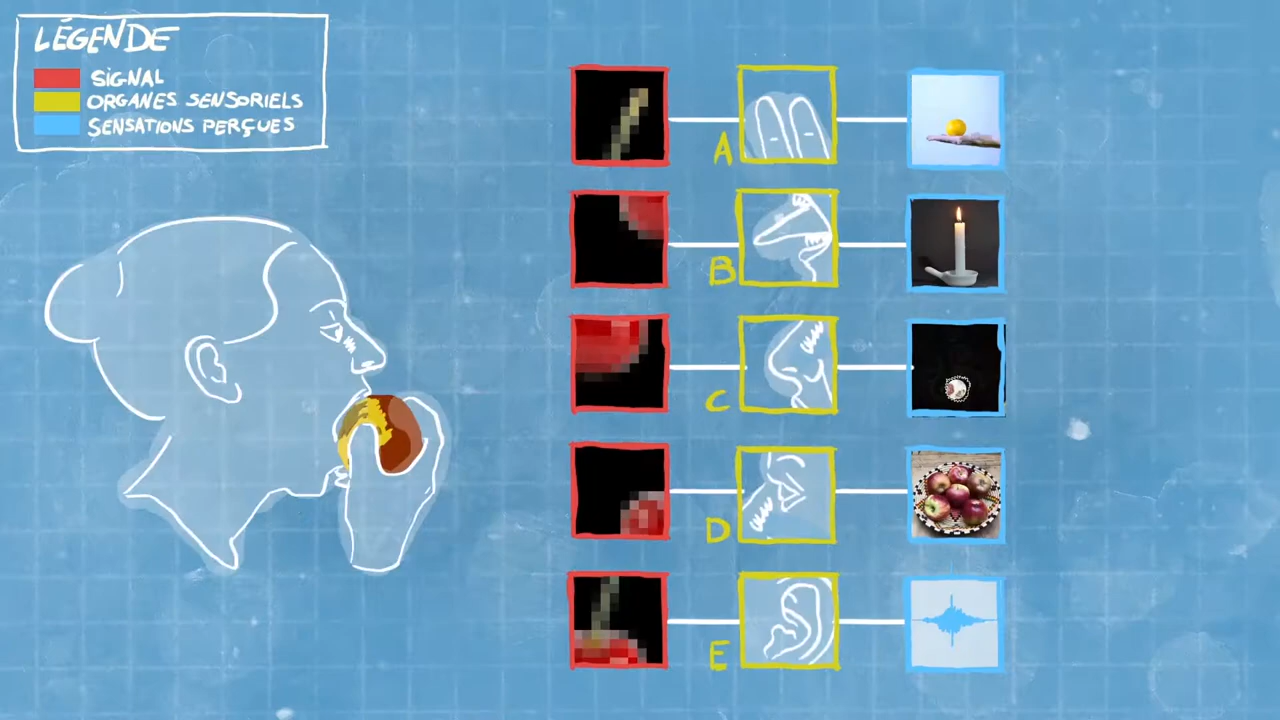 LÉGENDE
SIGNAL
ORGANES SENSORIELS
SENSATIONS PERÇUES
A
B
C
D
E